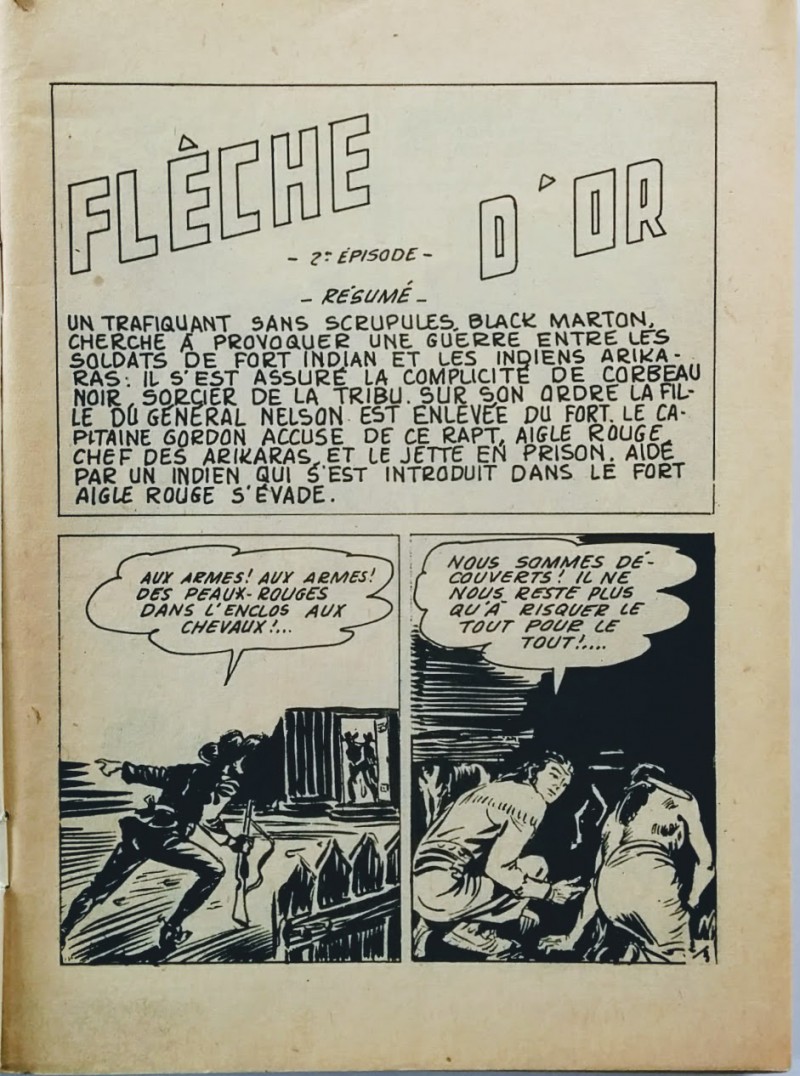 FLÈCHE D'OR
- 2e ÉPISODE -
- RÉSUMÉ -
UN TRAFIQUANT SANS SCRUPULES, BLACK MARTON,
CHERCHE À PROVOQUER UNE GUERRE ENTRE LES
SOLDATS DE FORT INDIAN ET LES INDIENS ARIKA-
RAS: IL S'EST ASSURÉ LA COMPLICITÉ DE CORBEAU
NOIR, SORCIER DE LA TRIBU. SUR SON ORDRE LA FIL-
LE DU GÉNÉRAL NELSON EST ENLEVÉE DU FORT. LE CA-
PITAINE GORDON ACCUSE DE CE RAPT, AIGLE ROUGE,
CHEF DES ARIKARAS, ET LE JETTE EN PRISON. AIDÉ
PAR UN INDIEN QUI S'EST INTRODUIT DANS LE FORT
AIGLE ROUGE S'ÉVADE.
AUX ARMES! AUX ARMES!
DES PEAUX-ROUGES
DANS L'ENCLOS AUX
CHEVAUX!...
NOUS SOMMES DÉ-
COUVERTS! IL NE
NOUS RESTE PLUS
QU'À RISQUER LE
TOUT POUR LE
TOUT!....